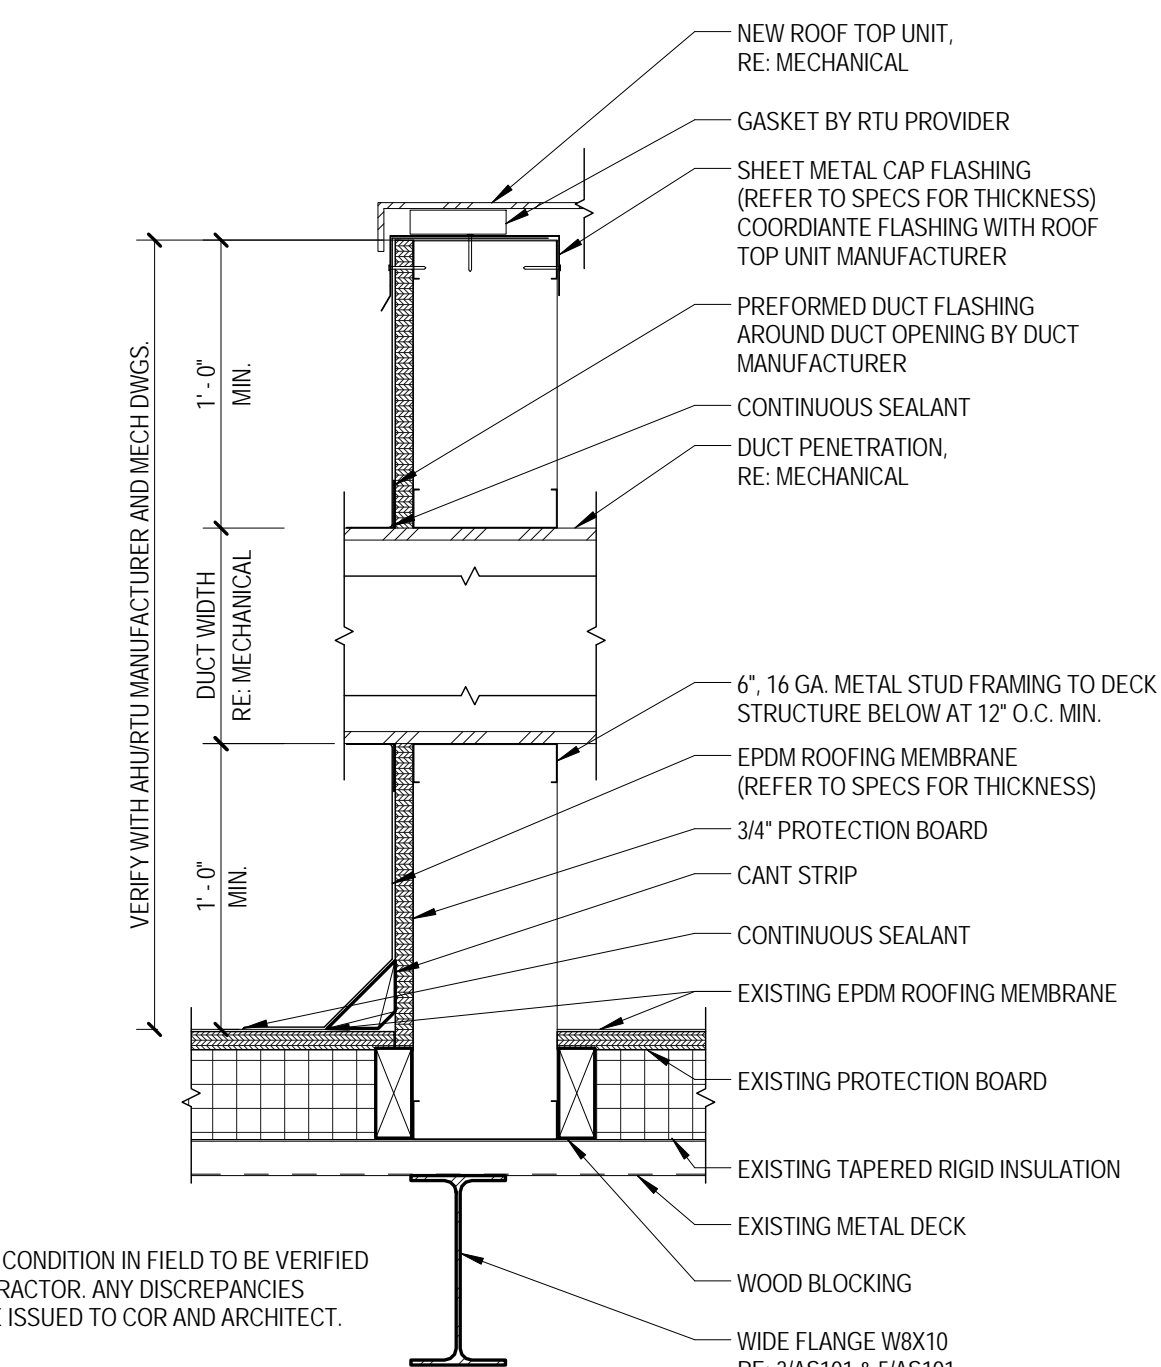 NEW ROOF TOP UNIT,
RE: MECHANICAL
GASKET BY RTU PROVIDER
SHEET METAL CAP FLASHING
(REFER TO SPECS FOR THICKNESS)
COORDIANTE FLASHING WITH ROOF
TOP UNIT MANUFACTURER
PREFORMED DUCT FLASHING
AROUND DUCT OPENING BY DUCT
MANUFACTURER
CONTINUOUS SEALANT
DUCT PENETRATION,
RE: MECHANICAL
6", 16 GA. METAL STUD FRAMING TO DECK
STRUCTURE BELOW AT 12" O.C. MIN.
EPDM ROOFING MEMBRANE
(REFER TO SPECS FOR THICKNESS)
3/4" PROTECTION BOARD
CANT STRIP
CONTINUOUS SEALANT
EXISTING EPDM ROOFING MEMBRANE
EXISTING PROTECTION BOARD
EXISTING TAPERED RIGID INSULATION
EXISTING METAL DECK
WOOD BLOCKING
WIDE FLANGE W8X10
RE: 2/AS101 & 5/AS101
VERIFY WITH AHU/RTU MANUFACTURER AND MECH DWGS.
1' - 0"
MIN.
DUCT WIDTH
RE: MECHANICAL
1' - 0"
MIN.
CONDITION IN FIELD TO BE VERIFIED
RACTOR. ANY DISCREPANCIES
ISSUED TO COR AND ARCHITECT.